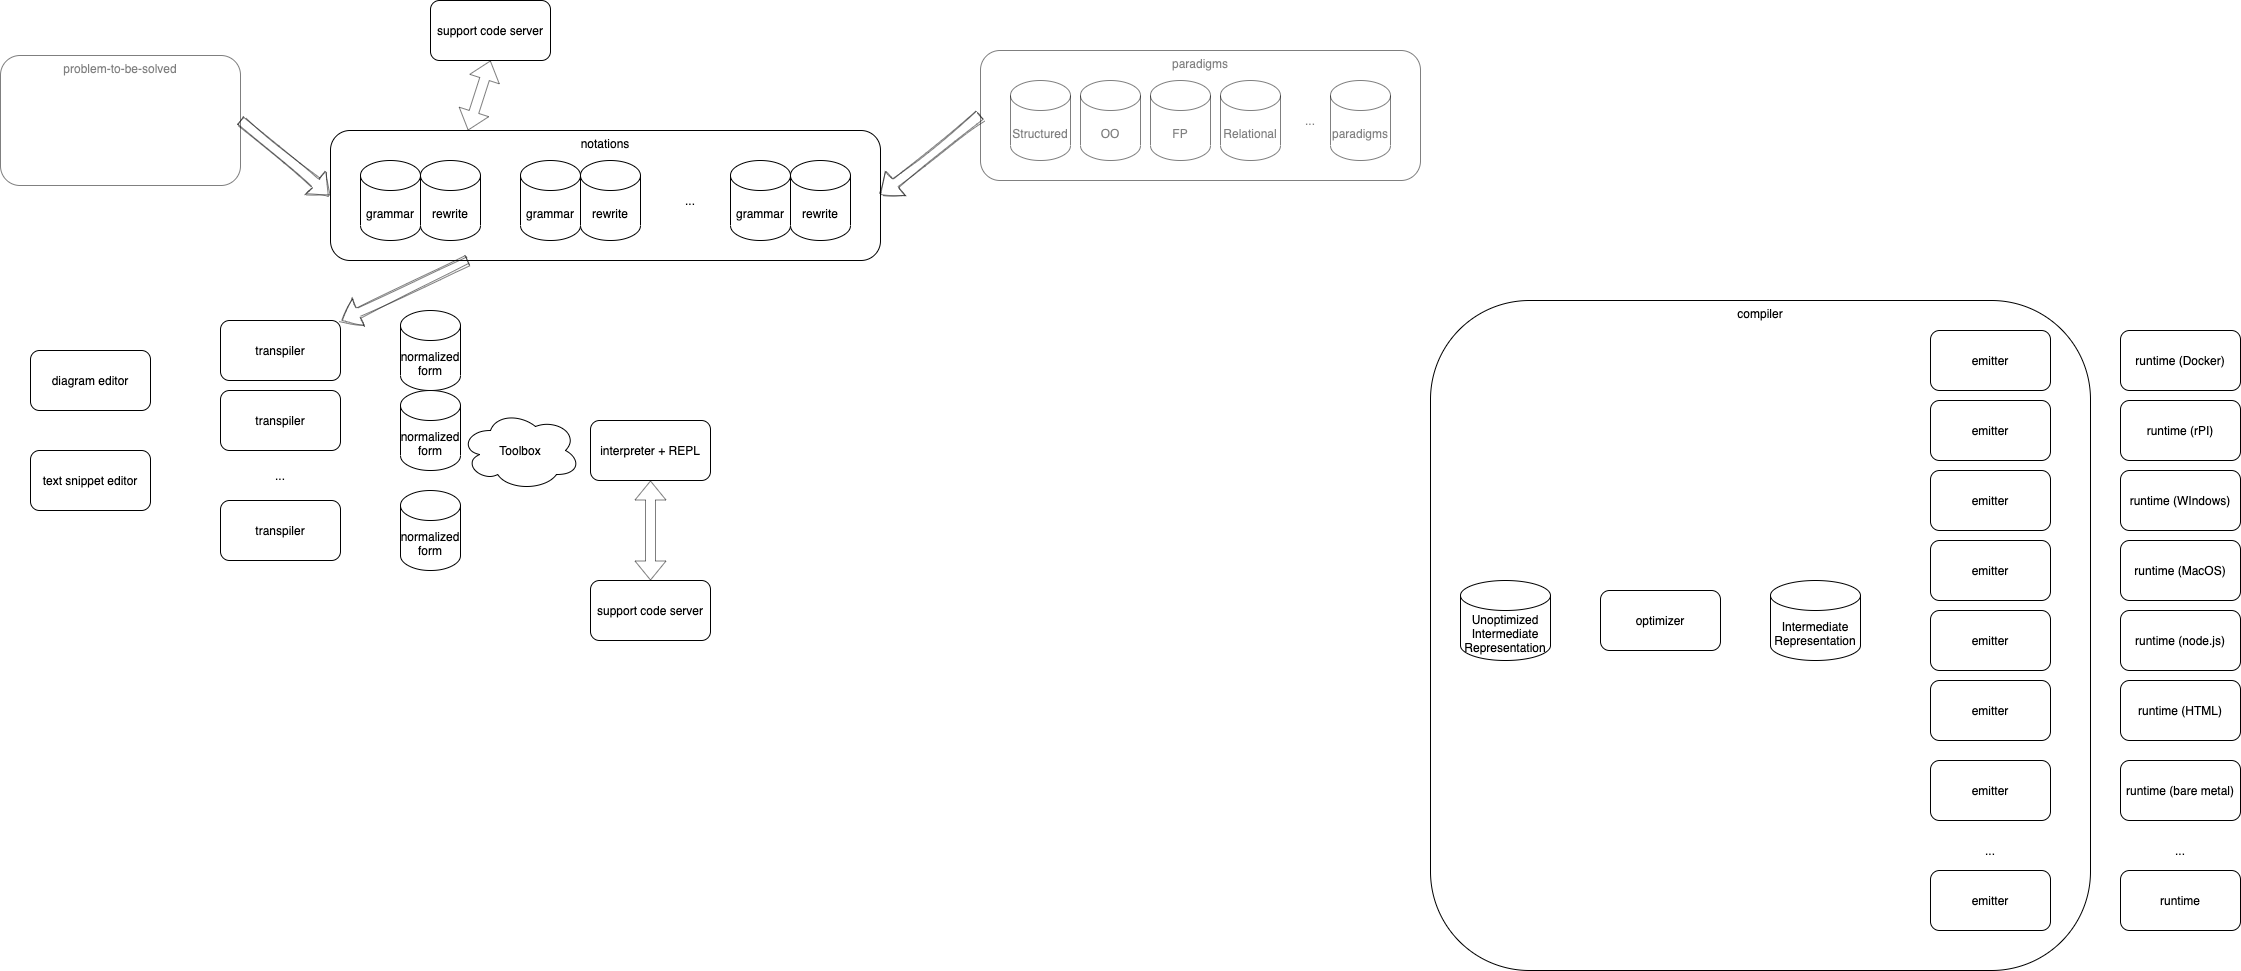 support code server
problem-to-be-solved
paradigms
Structured
OO
FP
Relational
...
paradigms
notations
grammar
rewrite
grammar
rewrite
...
grammar
rewrite
diagram editor
text snippet editor
transpiler
transpiler
...
transpiler
normalized
form
normalized
form
normalized
form
Toolbox
interpreter + REPL
support code server
compiler
Unoptimized
Intermediate
Representation
optimizer
Intermediate
Representation
emitter
emitter
emitter
emitter
emitter
emitter
emitter
...
emitter
runtime (Docker)
runtime (rPI)
runtime (WIndows)
runtime (MacOS)
runtime (node.js)
runtime (HTML)
runtime (bare metal)
...
runtime